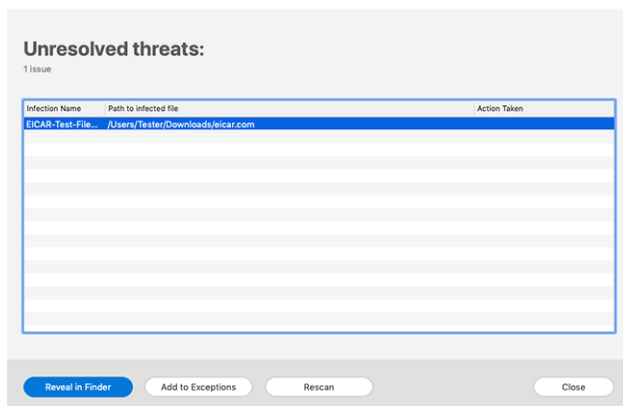 Unresolved threats:
1 issue
Infection Name Path to infected file Action Taken
EICAR-Test-File... /Users/Tester/Downloads/eicar.com
Reveal in Finder Add to Exceptions Rescan Close